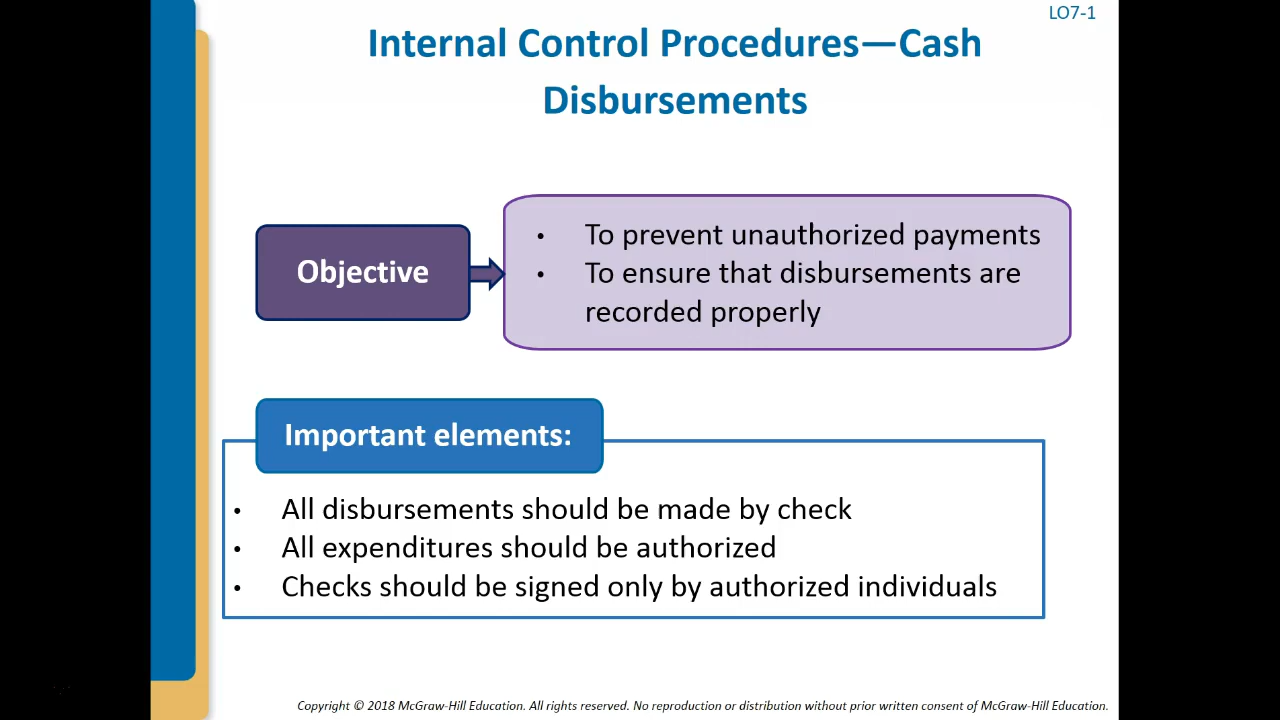 LO7-1
Internal Control Procedures—Cash
Disbursements
Objective
• To prevent unauthorized payments
• To ensure that disbursements are
recorded properly
Important elements:
• All disbursements should be made by check
• All expenditures should be authorized
• Checks should be signed only by authorized individuals
Copyright © 2018 McGraw-Hill Education. All rights reserved. No reproduction or distribution without prior written consent of McGraw-Hill Education.